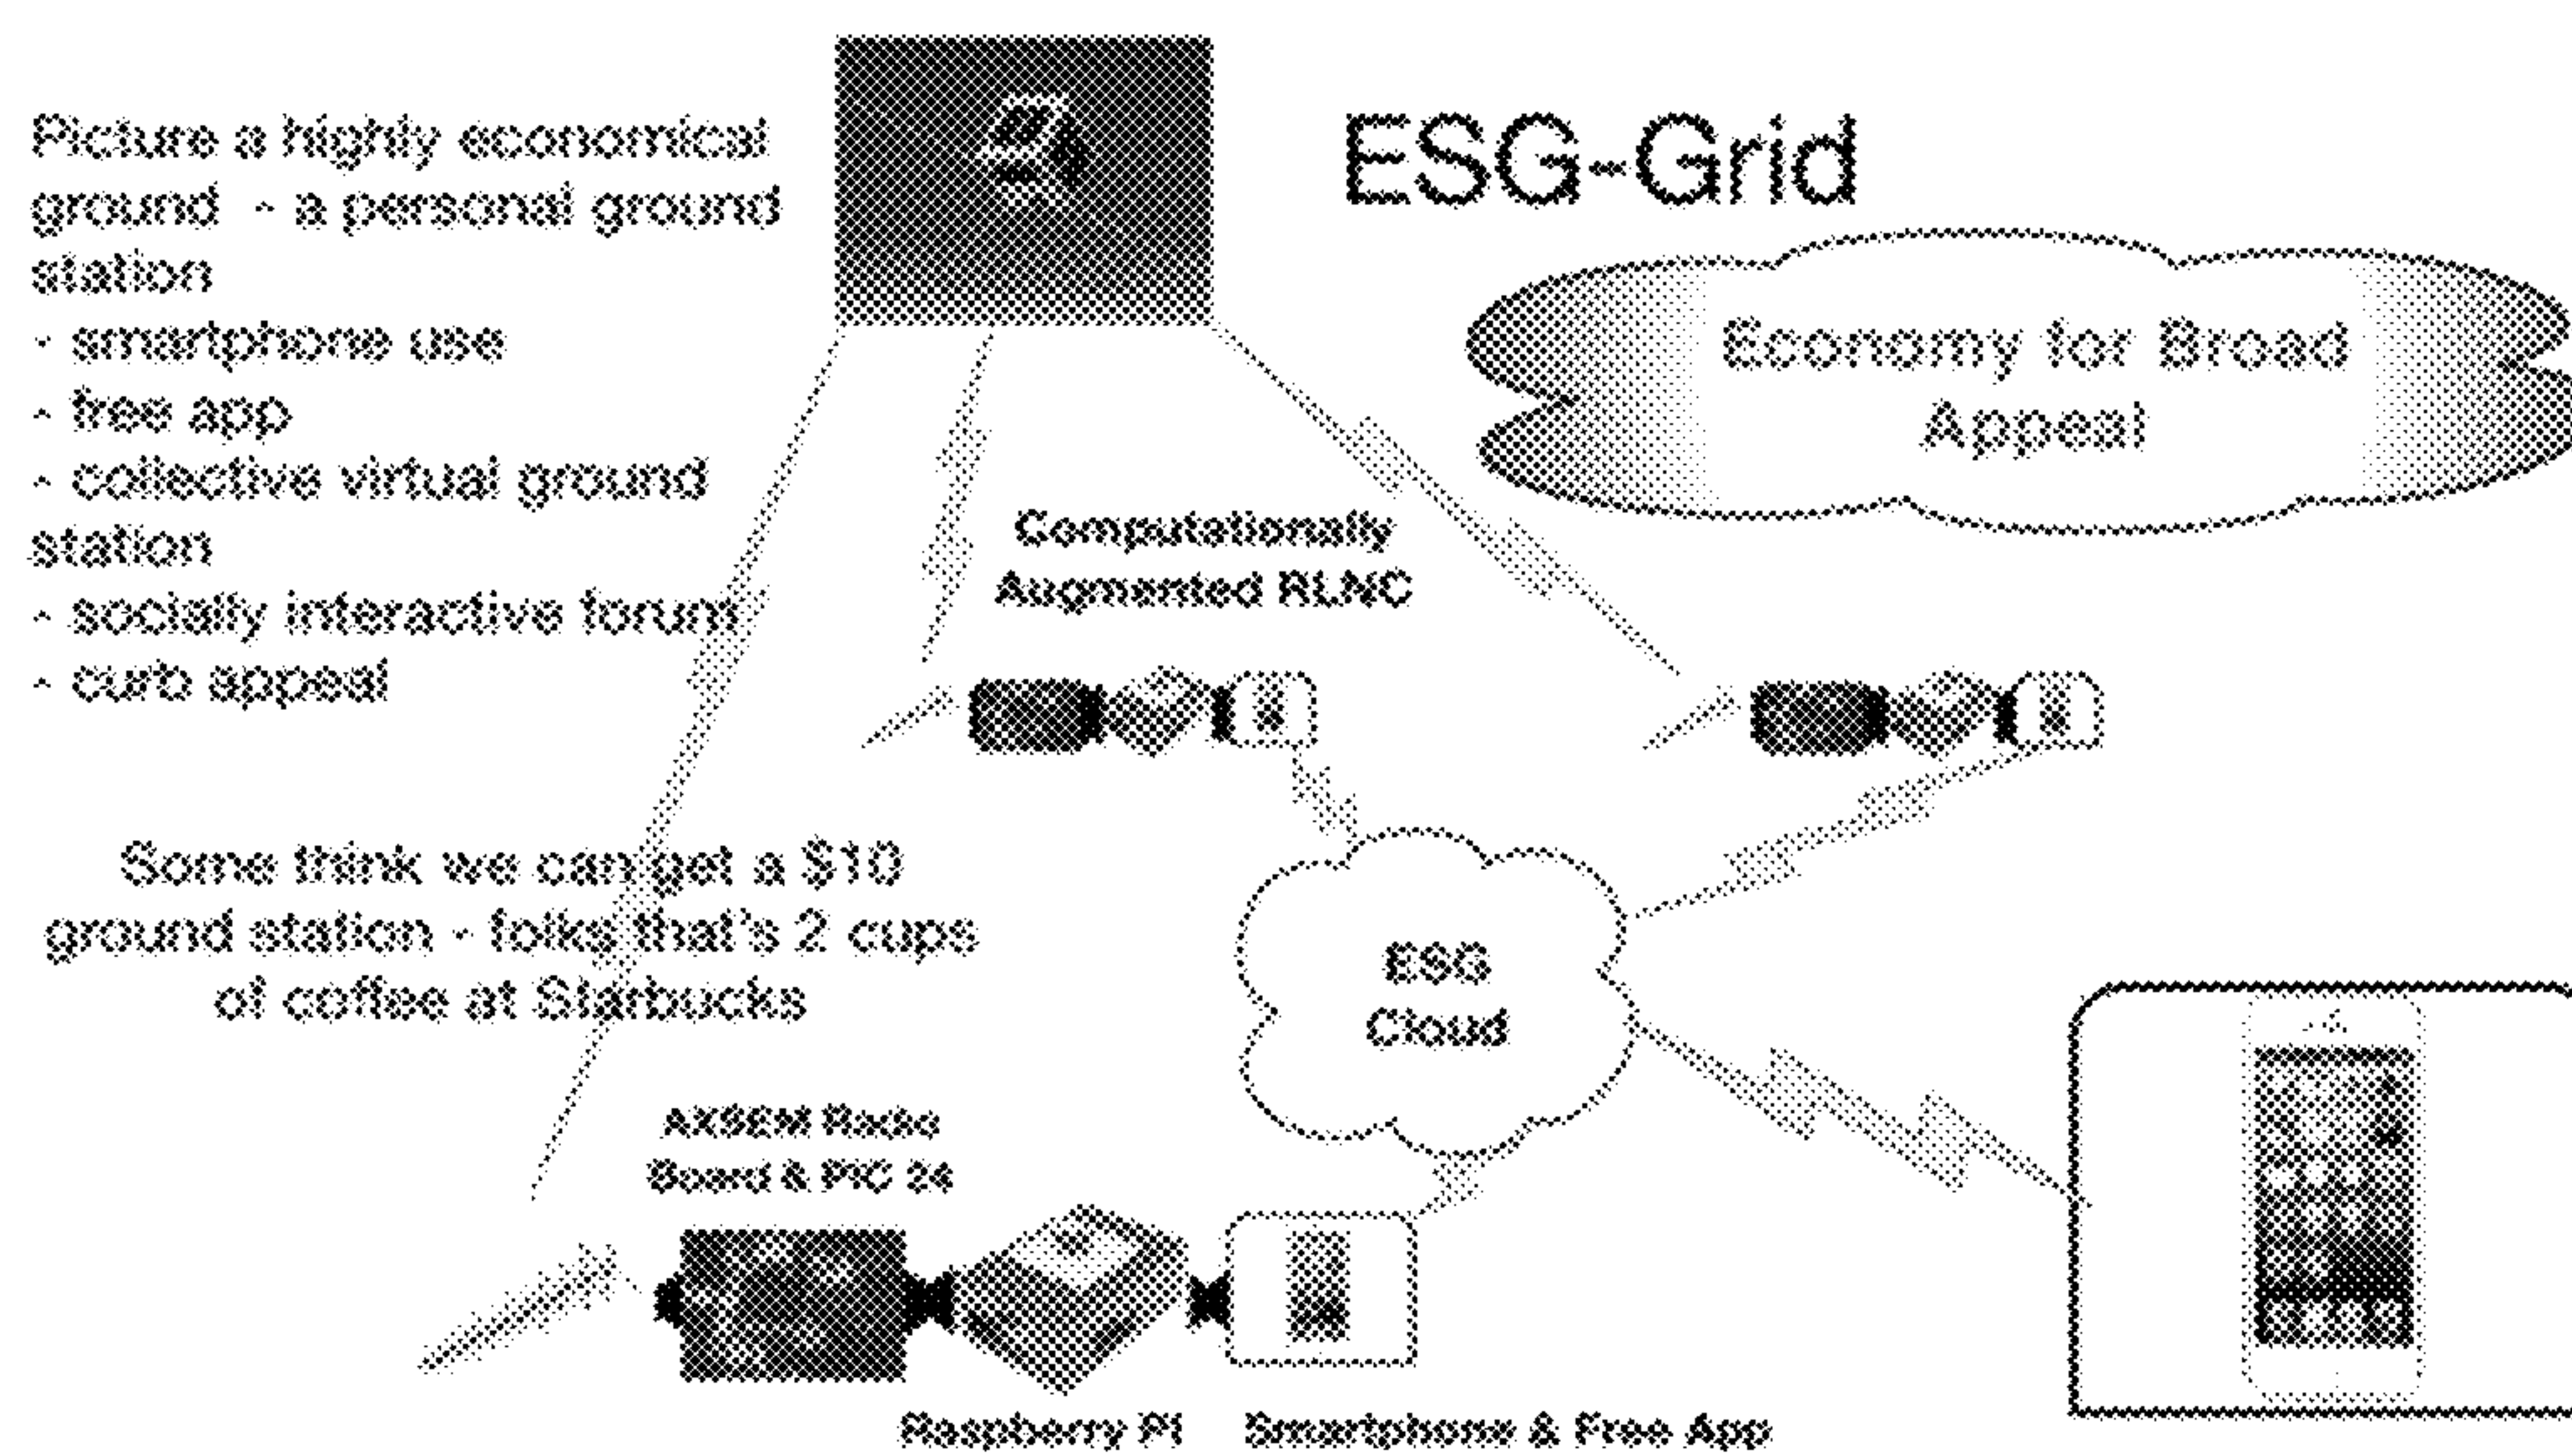 Picture a highly economical
ground - a personal ground
station
- smartphone use
- free app
- collective virtual ground
station
- socially interactive forum
- curb appeal
ESG-Grid
Economy for Broad
Appeal
Computationally
Augmented RLNC
Some think we can get a $10
ground station - folks that's 2 cups
of coffee at Starbucks
ESG
Cloud
AXSEM Radio
Board & PIC 24
Raspberry Pi
Smartphone & Free App